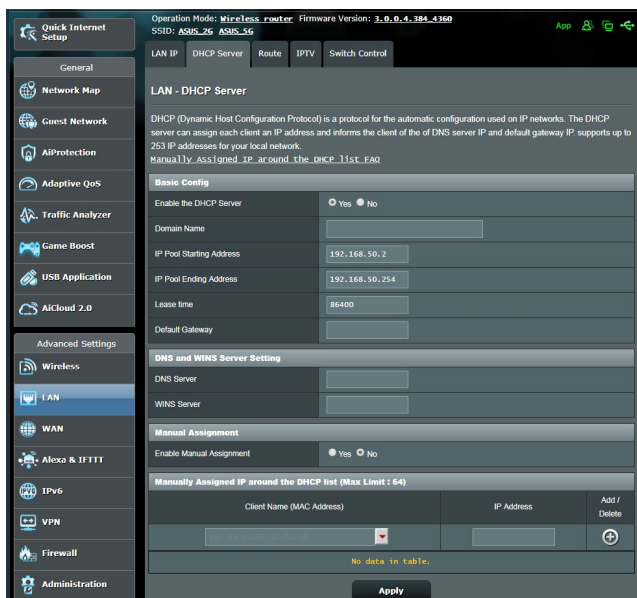 Quick Internet
Setup
General
Network Map
Guest Network
AiProtection
Adaptive QoS
Traffic Analyzer
Game Boost
USB Application
AiCloud 2.0
Advanced Settings
Wireless
LAN
WAN
Alexa & IFTTT
IPv6
VPN
Firewall
Administration
Operation Mode: Wireless router Firmware Version: 3.0.0.4.384_4360
SSID: ASUS_2G ASUS_5G
App
LAN IP DHCP Server Route IPTV Switch Control
LAN - DHCP Server
DHCP (Dynamic Host Configuration Protocol) is a protocol for the automatic configuration used on IP networks. The DHCP
server can assign each client an IP address and informs the client of the of DNS server IP and default gateway IP. supports up to
253 IP addresses for your local network.
Manually Assigned IP around the DHCP list FAQ
Basic Config
Enable the DHCP Server Yes No
Domain Name
IP Pool Starting Address 192.168.50.2
IP Pool Ending Address 192.168.50.254
Lease time 86400
Default Gateway
DNS and WINS Server Setting
DNS Server
WINS Server
Manual Assignment
Enable Manual Assignment Yes No
Manually Assigned IP around the DHCP list (Max Limit : 64)
Client Name (MAC Address) IP Address Add /
Delete
No data in table.
Apply